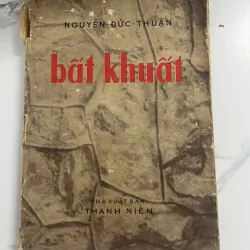 NGUYỄN-ĐỨC-THUẬN
bất khuất
NHÀ XUẤT BẢN
THANH NIÊN